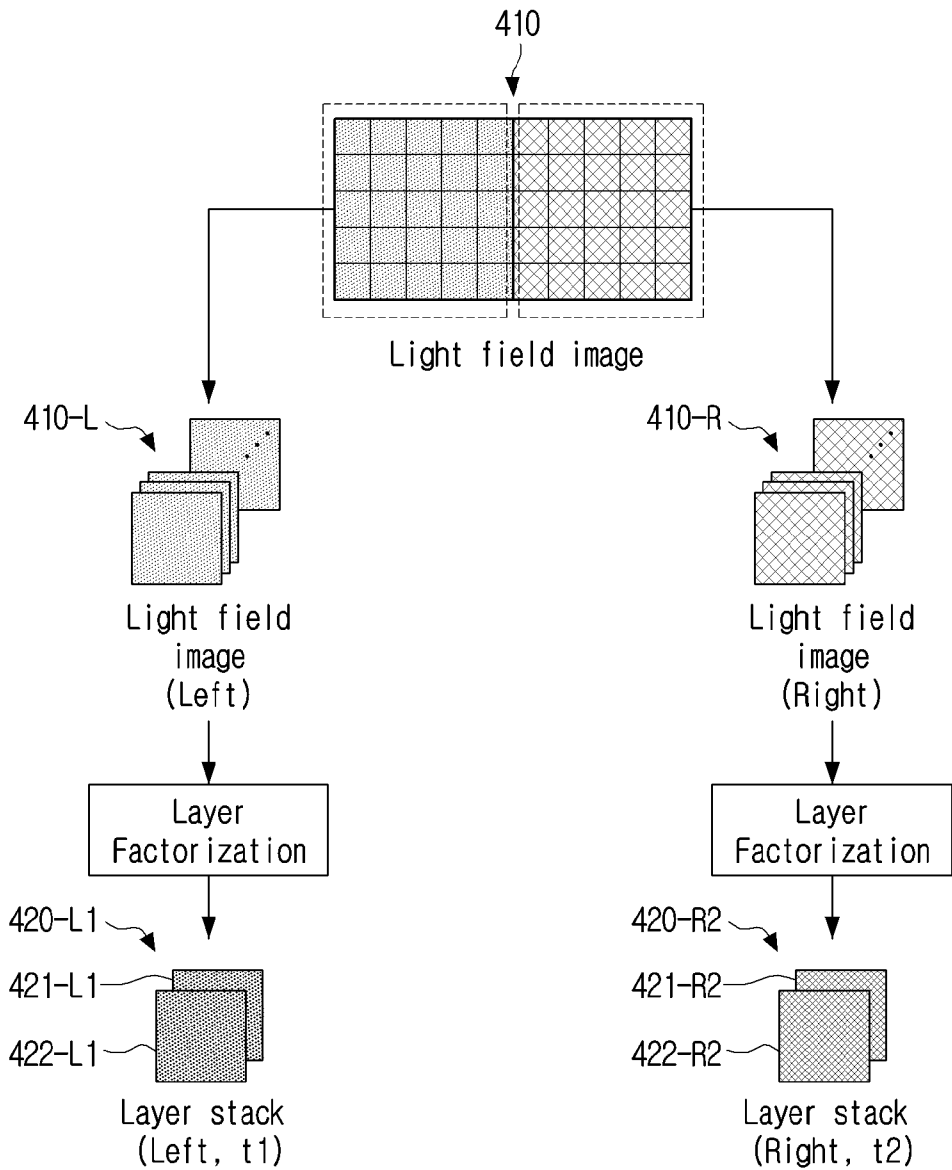 410
Light field image
410-L
410-R
Light field
image
(Left)
Light field
image
(Right)
Layer
Factorization
Layer
Factorization
420-L1
421-L1
422-L1
420-R2
421-R2
422-R2
Layer stack
(Left, t1)
Layer stack
(Right, t2)